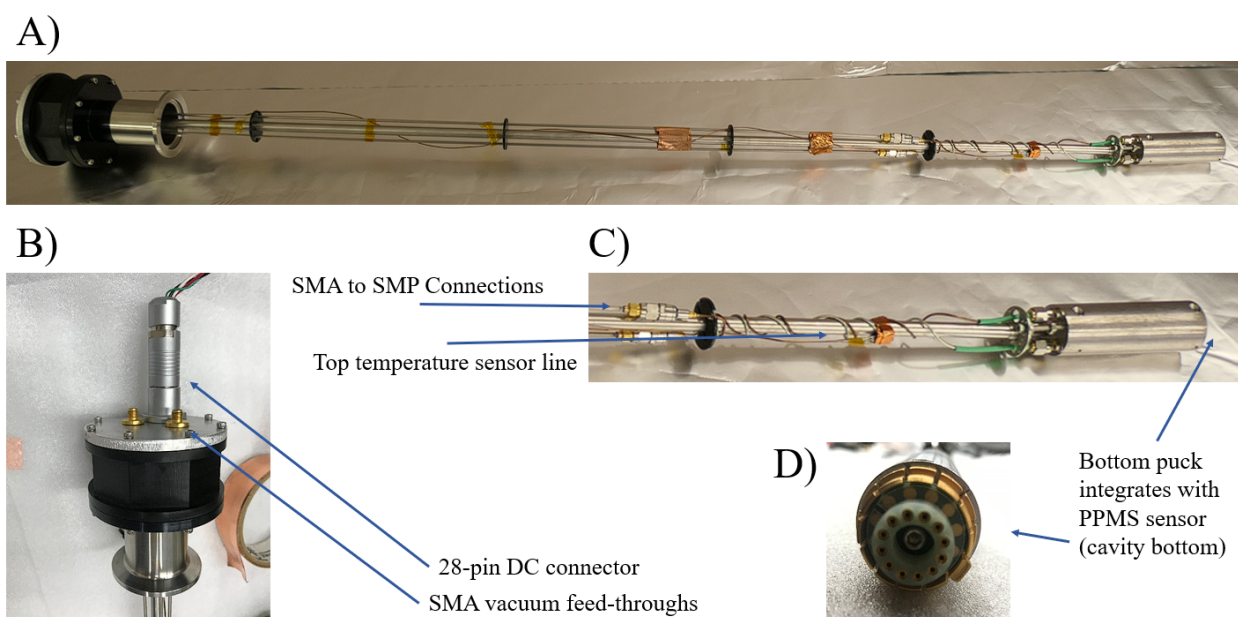 A)
B)
C)
SMA to SMP Connections
Top temperature sensor line
D)
Bottom puck
integrates with
PPMS sensor
(cavity bottom)
28-pin DC connector
SMA vacuum feed-throughs